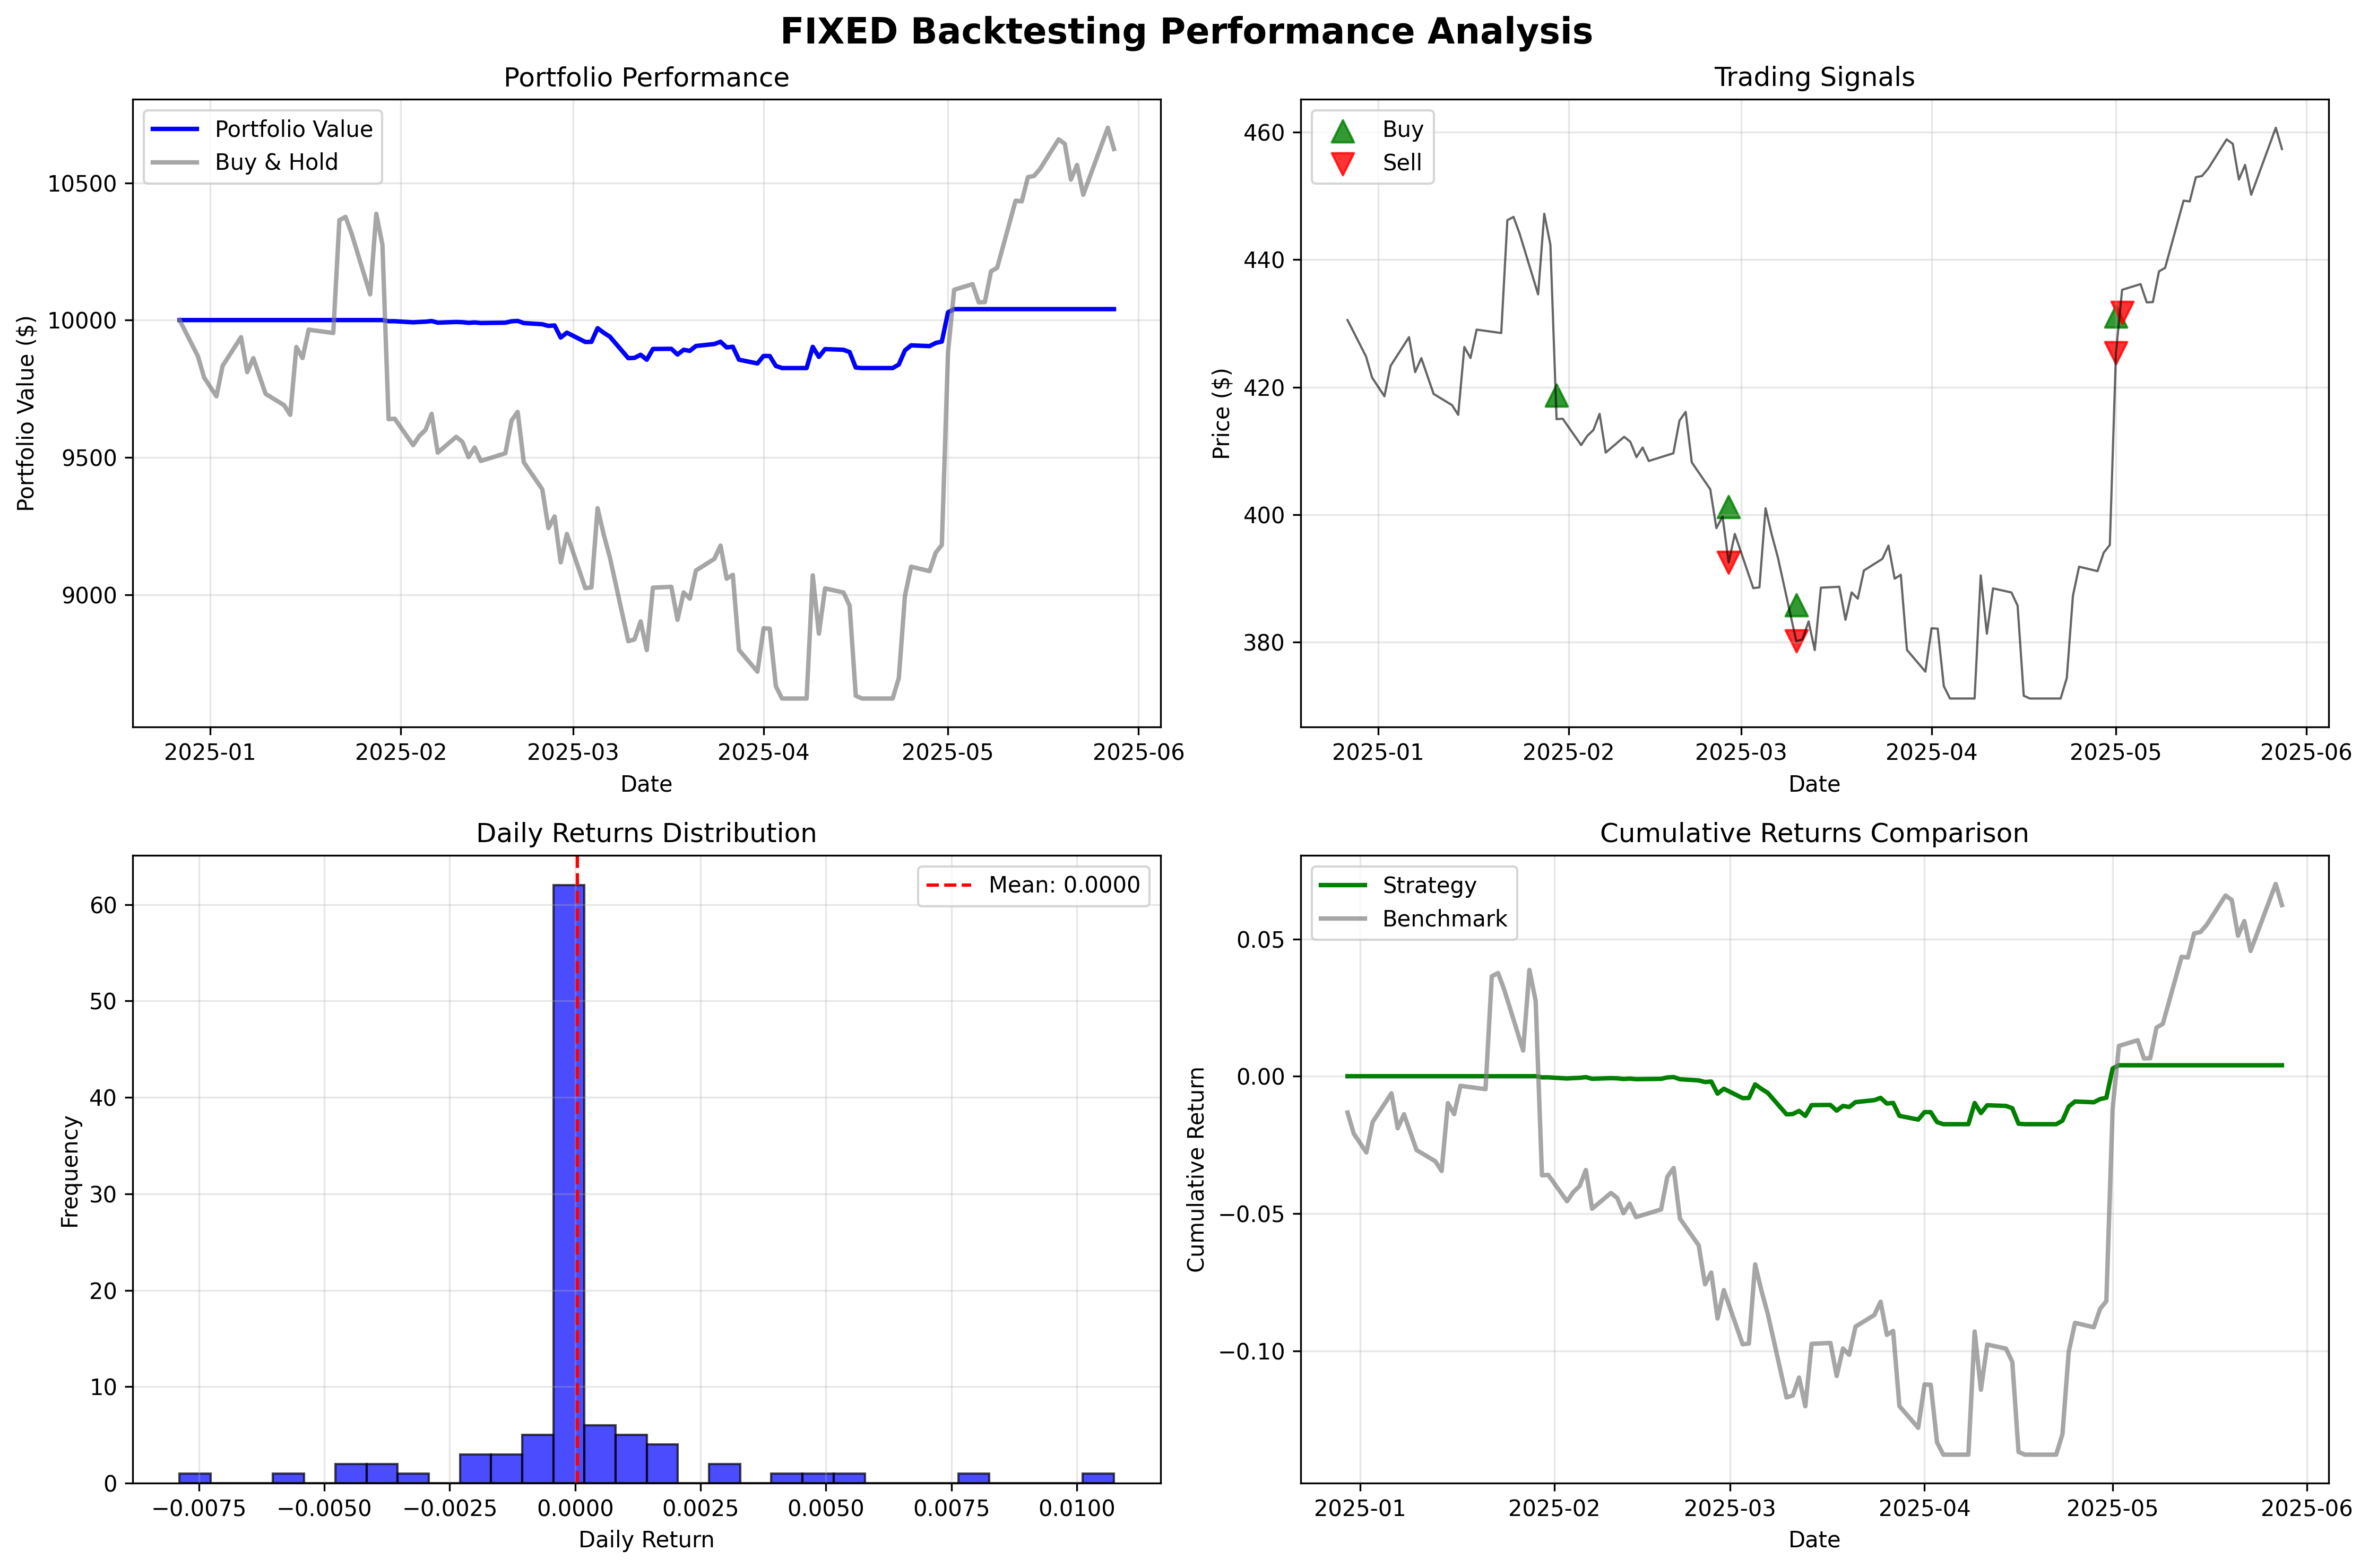 FIXED Backtesting Performance Analysis
Portfolio Performance
Portfolio Value
Buy & Hold
Portfolio Value ($)
10500
10000
9500
9000
2025-01 2025-02 2025-03 2025-04 2025-05 2025-06
Date
Trading Signals
Buy
Sell
Price ($)
460
440
420
400
380
2025-01 2025-02 2025-03 2025-04 2025-05 2025-06
Date
Daily Returns Distribution
Mean: 0.0000
Frequency
60
50
40
30
20
10
0
−0.0075 −0.0050 −0.0025 0.0000 0.0025 0.0050 0.0075 0.0100
Daily Return
Cumulative Returns Comparison
Strategy
Benchmark
Cumulative Return
0.05
0.00
−0.05
−0.10
2025-01 2025-02 2025-03 2025-04 2025-05 2025-06
Date